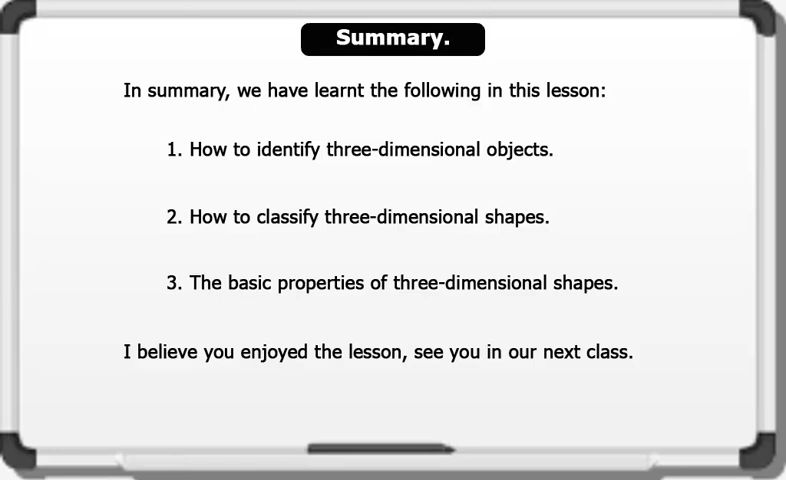 Summary.
In summary, we have learnt the following in this lesson:
1. How to identify three-dimensional objects.
2. How to classify three-dimensional shapes.
3. The basic properties of three-dimensional shapes.
I believe you enjoyed the lesson, see you in our next class.